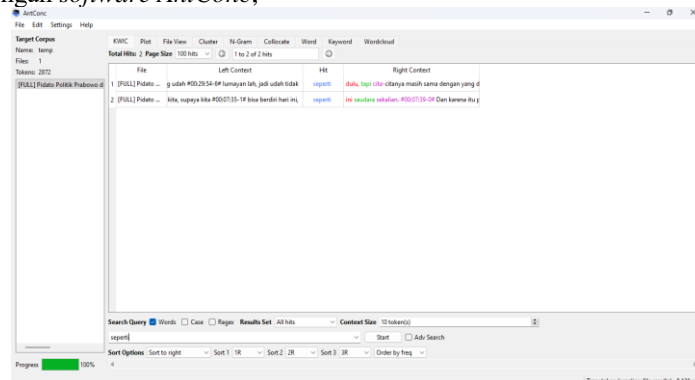 software AntConc,
AntConc
File Edit Settings Help
Target Corpus
Name: temp
Files: 1
Tokens: 2872
[FULL] Pidato Politik Prabowo d
KWIC Plot File View Cluster N-Gram Collocate Word Keyword Wordcloud
Total Hits: 2 Page Size 100 hits 1 to 2 of 2 hits
File Left Context Hit Right Context
1 [FULL] Pidato ... g udah #00:29:54-0# lumayan lah, jadi udah tidak seperti dulu, tapi cita-citanya masih sama dengan yang d
2 [FULL] Pidato ... kita, supaya kita #00:07:35-1# bisa berdiri hari ini, seperti ini saudara sekalian. #00:07:39-0# Dan karena itu p
Search Query Words Case Regex Results Set All hits Context Size 10 token(s)
seperti Start Adv Search
Sort Options Sort to right Sort 1 1R Sort 2 2R Sort 3 3R Order by freq
Progress 100%